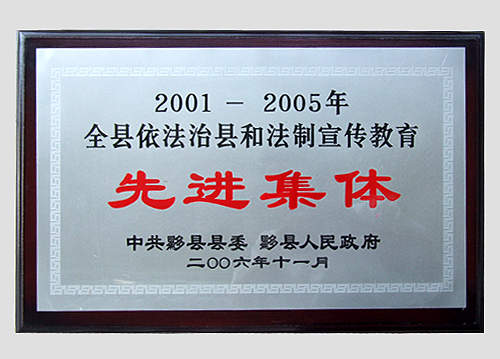 2001 — 2005年
全县依法治县和法制宣传教育
先进集体
中共黟县县委 黟县人民政府
二〇〇六年十一月